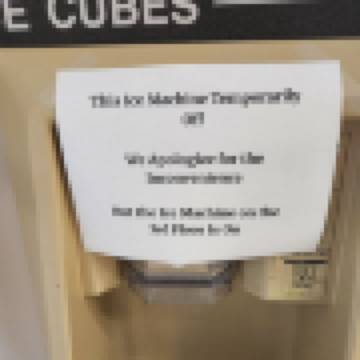 E CUBES
This Ice Machine Temporarily
Off
We Apologize for the
Inconvenience
But the Ice Machine on the
3rd Floor is On